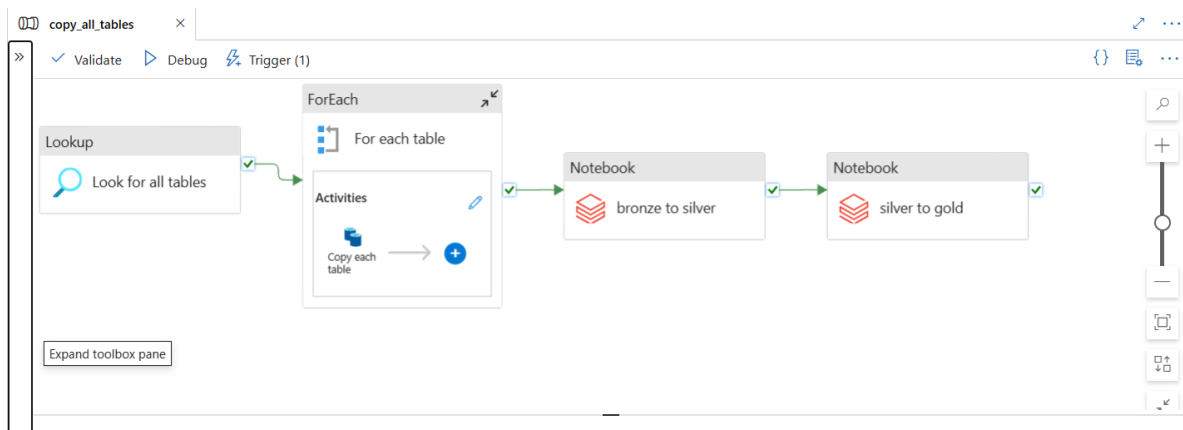 copy_all_tables
Validate Debug Trigger (1)
ForEach
For each table
Lookup
Look for all tables
Activities
Copy each
table
Notebook
bronze to silver
Notebook
silver to gold
Expand toolbox pane